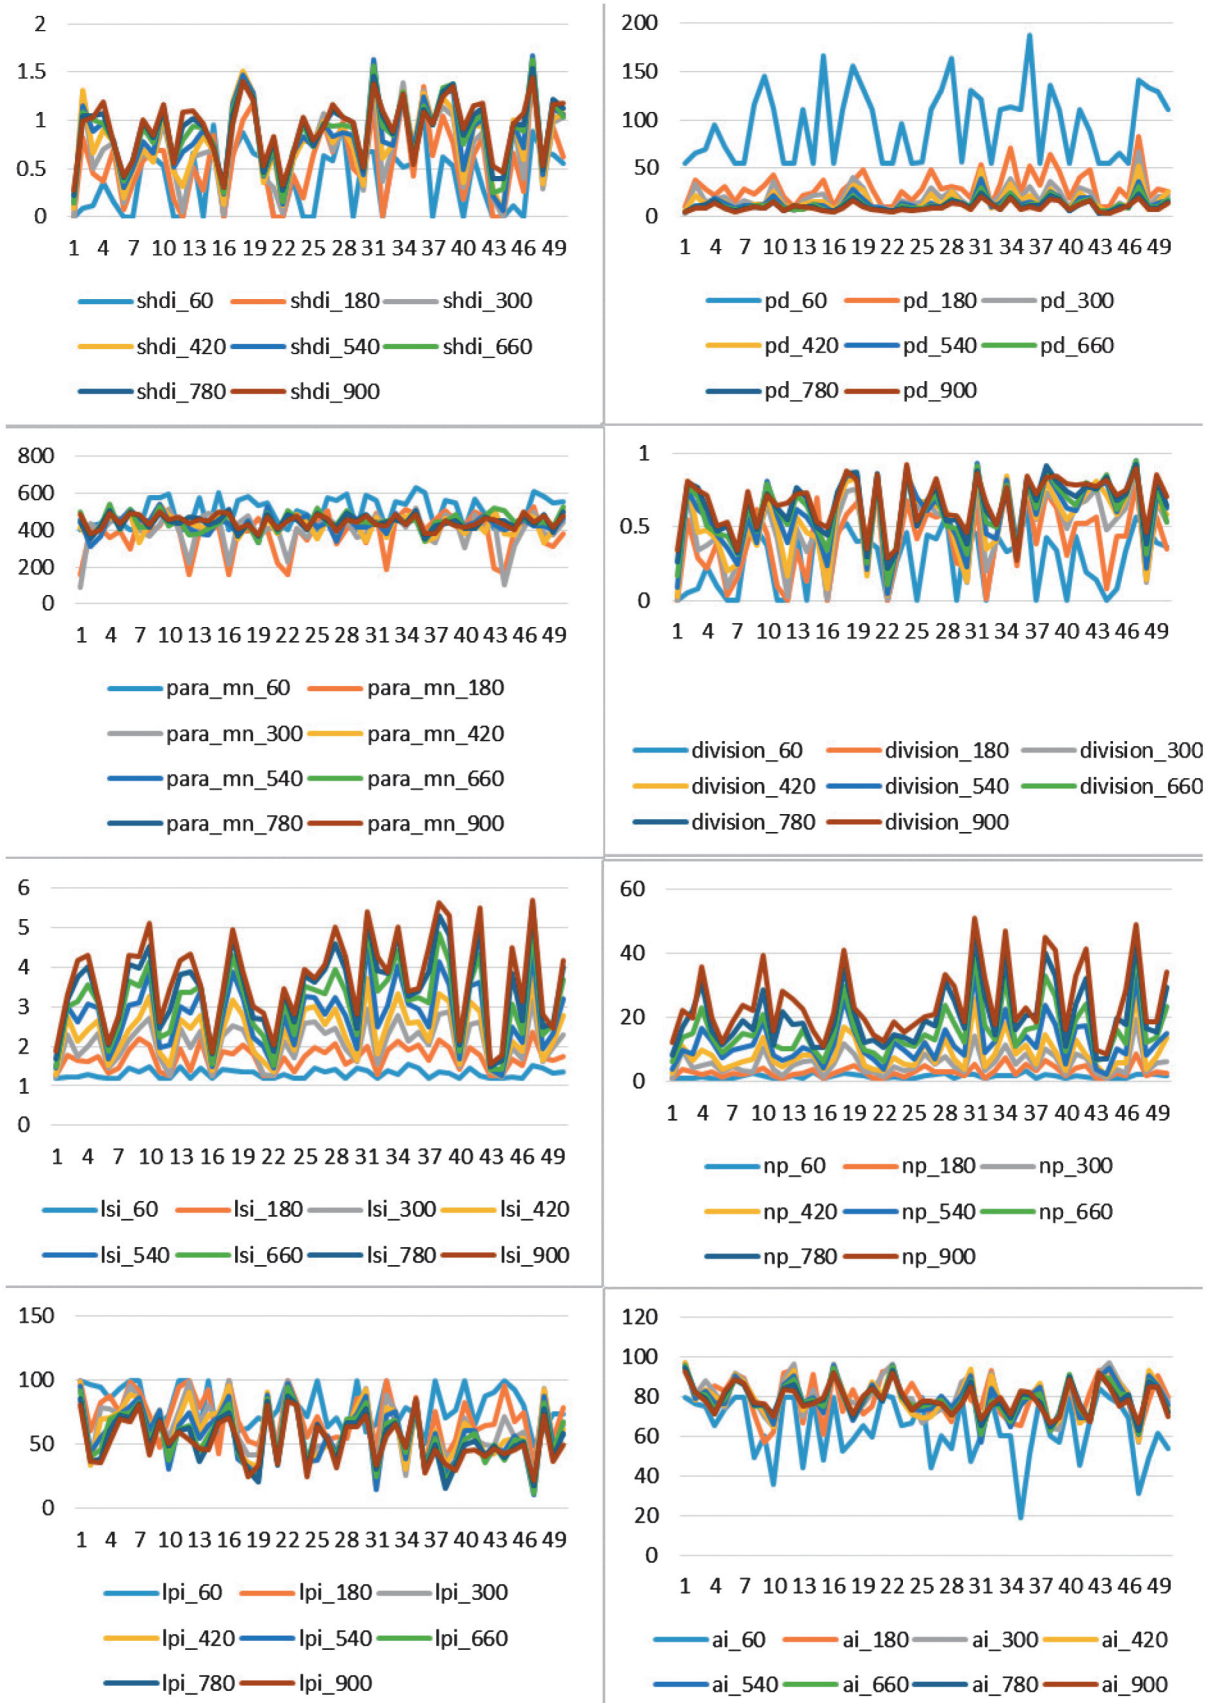 2
1.5
1
0.5
0
1 4 7 10 13 16 19 22 25 28 31 34 37 40 43 46 49
shdi_60 shdi_180 shdi_300
shdi_420 shdi_540 shdi_660
shdi_780 shdi_900
200
150
100
50
0
1 4 7 10 13 16 19 22 25 28 31 34 37 40 43 46 49
pd_60 pd_180 pd_300
pd_420 pd_540 pd_660
pd_780 pd_900
800
600
400
200
0
1 4 7 10 13 16 19 22 25 28 31 34 37 40 43 46 49
para_mn_60 para_mn_180
para_mn_300 para_mn_420
para_mn_540 para_mn_660
para_mn_780 para_mn_900
1
0.5
0
1 4 7 10 13 16 19 22 25 28 31 34 37 40 43 46 49
division_60 division_180 division_300
division_420 division_540 division_660
division_780 division_900
6
5
4
3
2
1
0
1 4 7 10 13 16 19 22 25 28 31 34 37 40 43 46 49
lsi_60 lsi_180 lsi_300 lsi_420
lsi_540 lsi_660 lsi_780 lsi_900
60
40
20
0
1 4 7 10 13 16 19 22 25 28 31 34 37 40 43 46 49
np_60 np_180 np_300
np_420 np_540 np_660
np_780 np_900
150
100
50
0
1 4 7 10 13 16 19 22 25 28 31 34 37 40 43 46 49
lpi_60 lpi_180 lpi_300
lpi_420 lpi_540 lpi_660
lpi_780 lpi_900
120
100
80
60
40
20
0
1 4 7 10 13 16 19 22 25 28 31 34 37 40 43 46 49
ai_60 ai_180 ai_300 ai_420
ai_540 ai_660 ai_780 ai_900